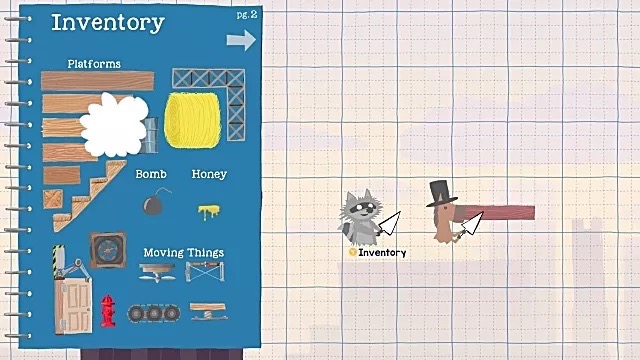 Inventory
pg.2
Platforms
Bomb
Honey
Moving Things
Y Inventory